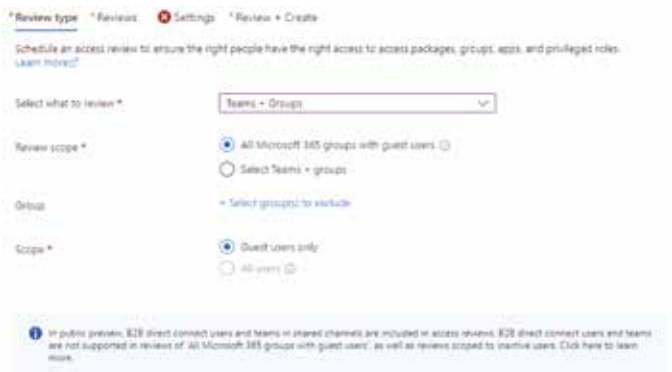 * Review type * Reviews Settings * Review + Create
Schedule an access review to ensure the right people have the right access to access packages, groups, apps, and privileged roles.
Learn more
Select what to review * Teams + Groups
Review scope * All Microsoft 365 groups with guest users
Select Teams + groups
Group + Select group(s) to exclude
Scope * Guest users only
All users
In public preview, B2B direct connect users and teams in shared channels are included in access reviews. B2B direct connect users and teams
are not supported in reviews of 'All Microsoft 365 groups with guest users', as well as reviews scoped to inactive users. Click here to learn
more.